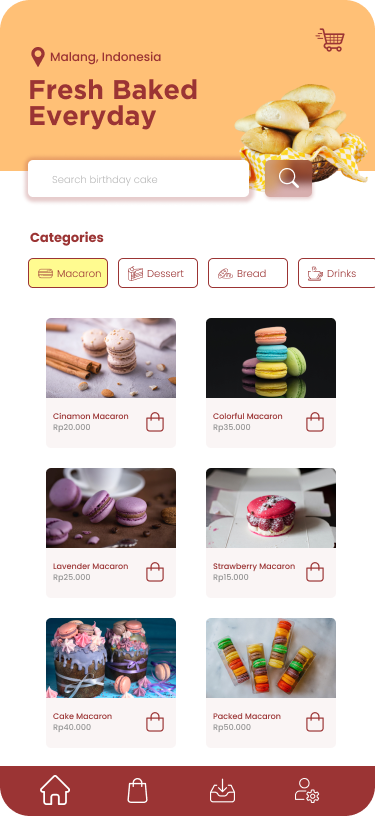 Malang, Indonesia
Fresh Baked
Everyday
Search birthday cake
Categories
Macaron
Dessert
Bread
Drinks
Cinamon Macaron
Rp20.000
Colorful Macaron
Rp35.000
Lavender Macaron
Rp25.000
Strawberry Macaron
Rp15.000
Cake Macaron
Rp40.000
Packed Macaron
Rp50.000